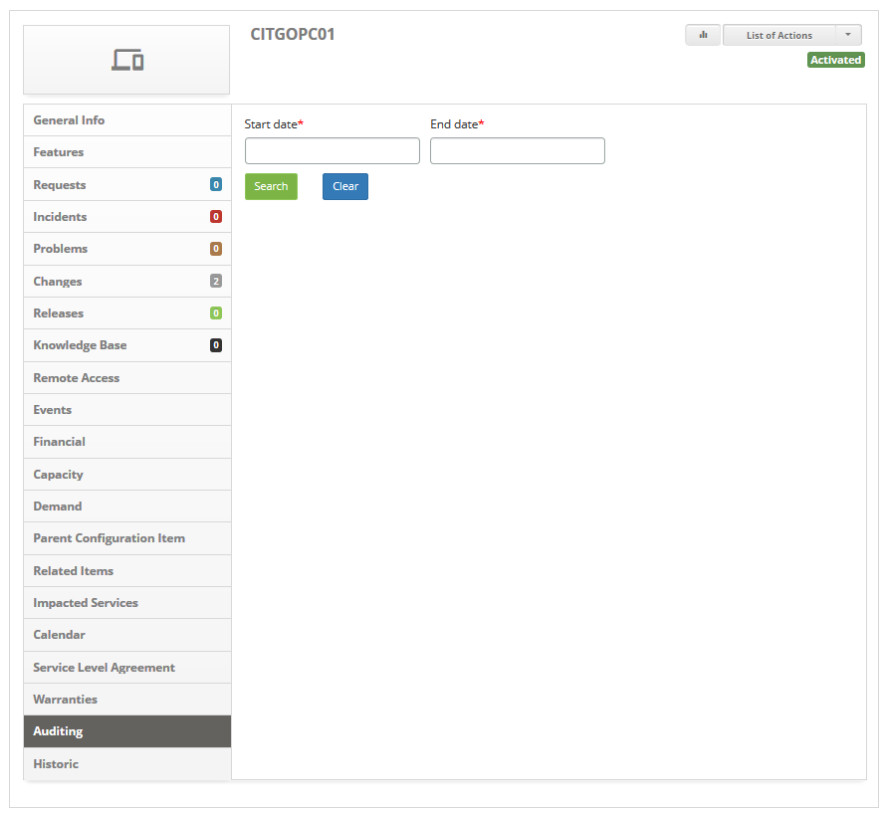 CITGOPC01
List of Actions
Activated
General Info
Features
Requests 0
Incidents 0
Problems 0
Changes 2
Releases 0
Knowledge Base 0
Remote Access
Events
Financial
Capacity
Demand
Parent Configuration Item
Related Items
Impacted Services
Calendar
Service Level Agreement
Warranties
Auditing
Historic
Start date* End date*
Search Clear